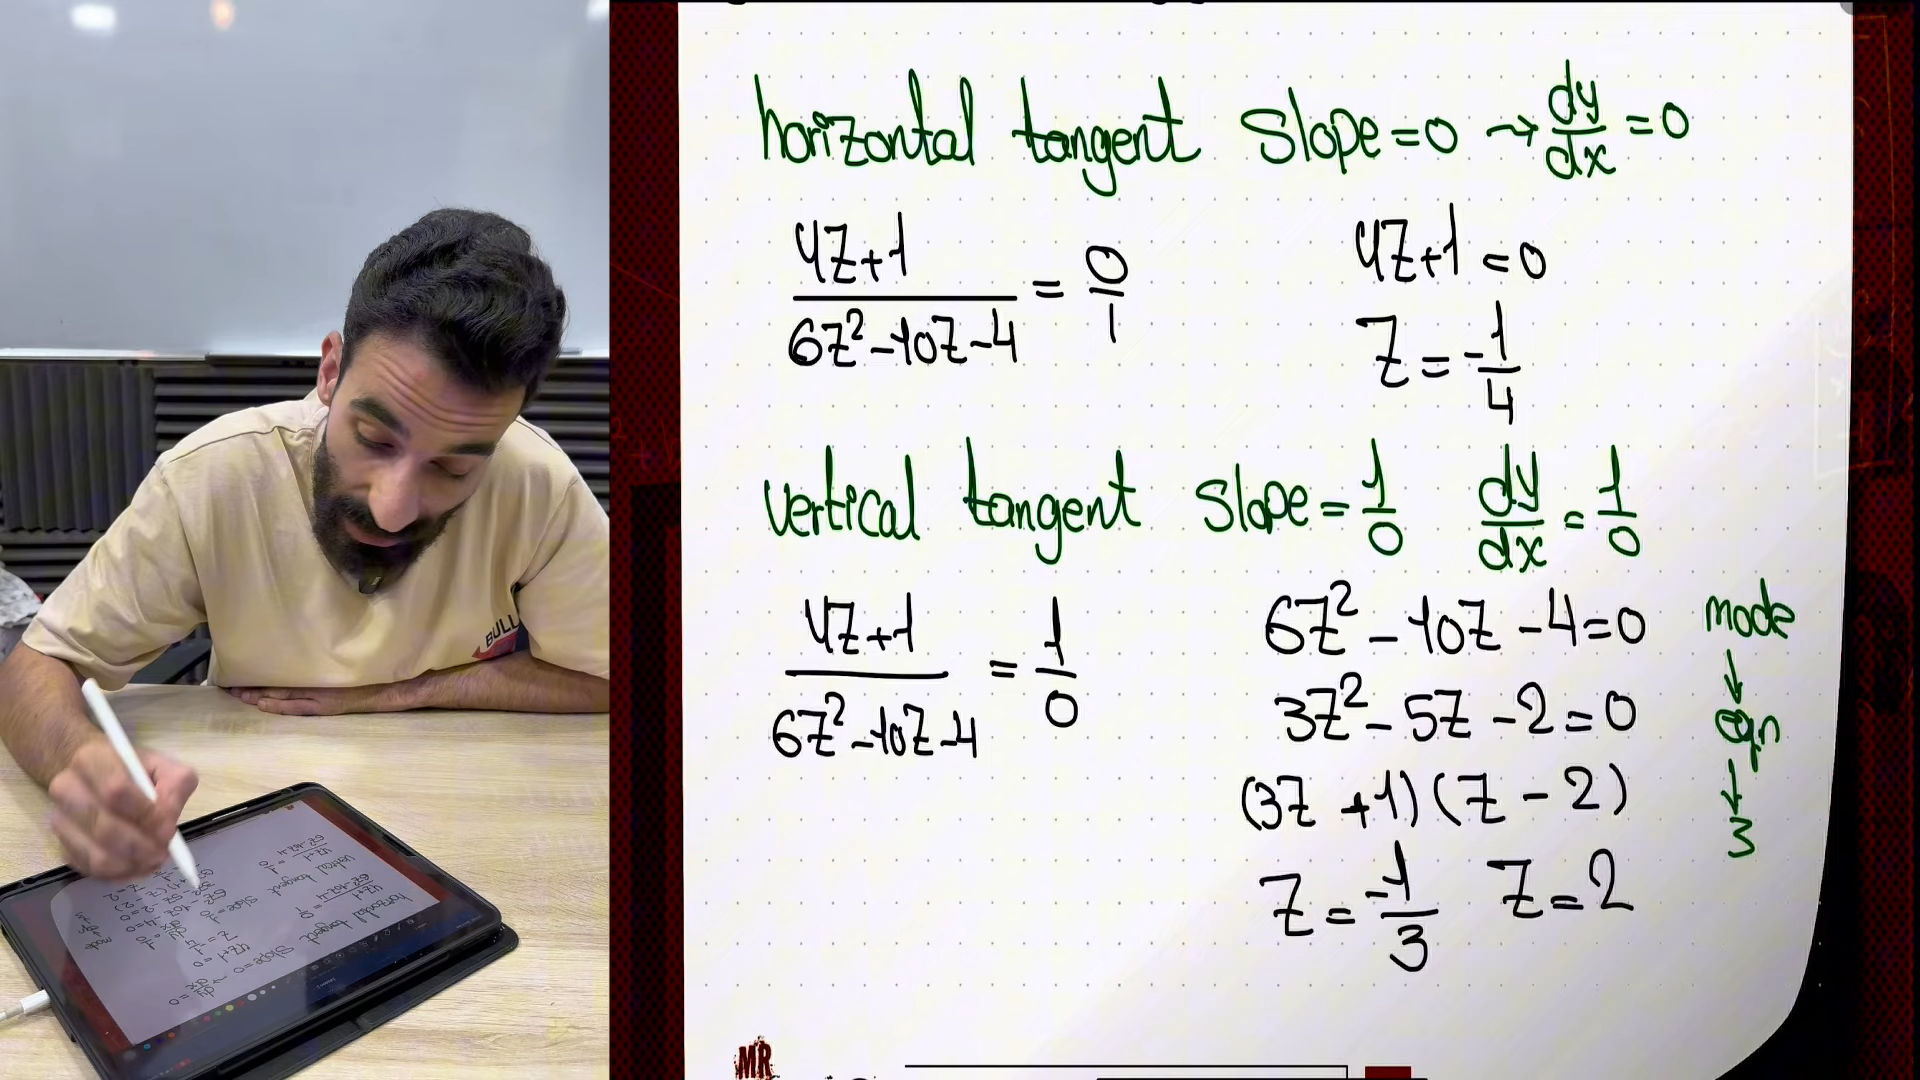 horizontal tangent slope=0 → dy/dx = 0
4z+1/6z²-10z-4 = 0/1
4z+1=0
z = -1/4
vertical tangent slope = 1/0 dy/dx = 1/0
4z+1/6z²-10z-4 = 1/0
6z²-10z-4=0
3z²-5z-2=0
(3z+1)(z-2)
z = -1/3 z=2
mode
↓
eqn
↓
3
BULL
MR